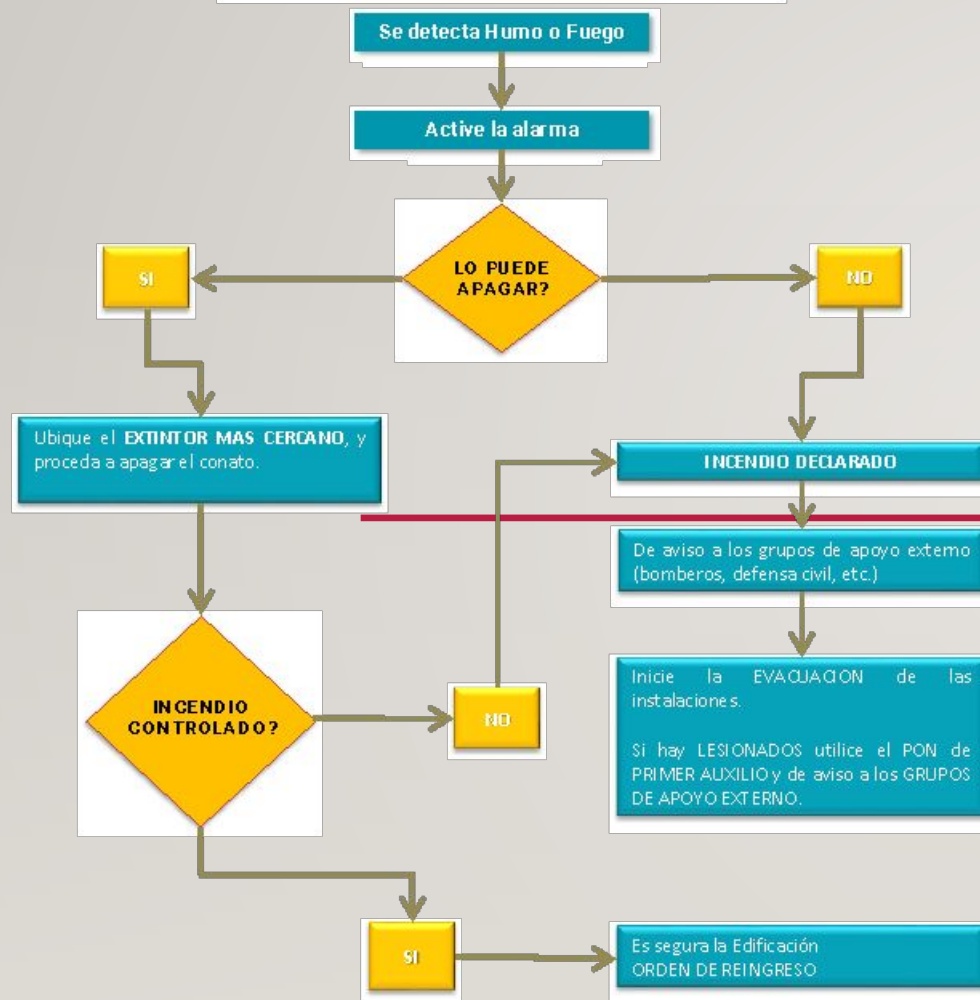 Se detecta Humo o Fuego
Active la alarma
LO PUEDE
APAGAR?
SI
NO
Ubique el EXTINTOR MAS CERCANO, y
proceda a apagar el conato.
INCENDIO DECLARADO
De aviso a los grupos de apoyo externo
(bomberos, defensa civil, etc.)
Inicie la EVACUACION de las
instalaciones.
Si hay LESIONADOS utilice el PON de
PRIMER AUXILIO y de aviso a los GRUPOS
DE APOYO EXTERNO.
INCENDIO
CONTROLADO?
NO
SI
Es segura la Edificación
ORDEN DE REINGRESO